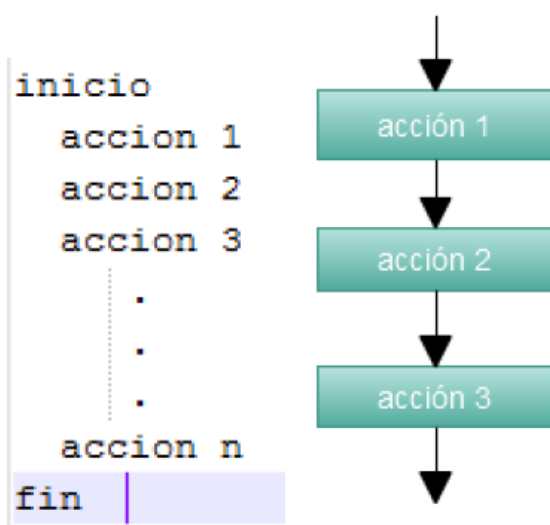 inicio
accion 1
accion 2
accion 3
.
.
.
accion n
fin
acción 1
acción 2
acción 3